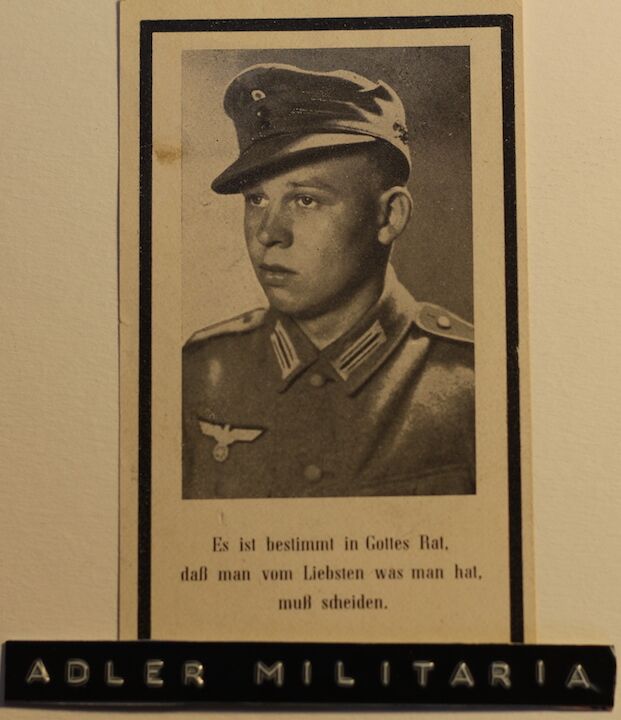 Es ist bestimmt in Gottes Rat,
daß man vom Liebsten was man hat,
muß scheiden.
ADLER MILITARIA